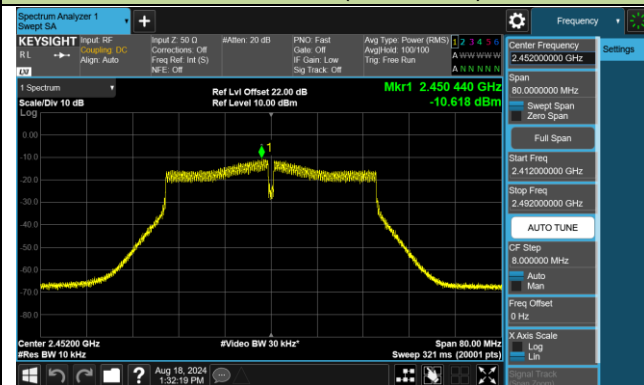 Spectrum Analyzer 1
Swept SA
Frequency
KEYSIGHT
RL
LXI
Input: RF
Coupling: DC
Align: Auto
Input Z: 50 Ω
Corrections: Off
Freq Ref: Int (S)
NFE: Off
#Atten: 20 dB
PNO: Fast
Gate: Off
IF Gain: Low
Sig Track: Off
Avg Type: Power (RMS)
Avg|Hold: 100/100
Trig: Free Run
1 2 3 4 5 6
A W W W W W
A N N N N N
1 Spectrum
Scale/Div 10 dB
Log
Ref Lvl Offset 22.00 dB
Ref Level 10.00 dBm
Mkr1 2.450 440 GHz
-10.618 dBm
0.00
-10.0
-20.0
-30.0
-40.0
-50.0
-60.0
-70.0
-80.0
1
Center 2.45200 GHz
#Res BW 10 kHz
#Video BW 30 kHz*
Span 80.00 MHz
Sweep 321 ms (20001 pts)
Aug 18, 2024
1:32:19 PM
Center Frequency
2.452000000 GHz
Settings
Span
80.0000000 MHz
Swept Span
Zero Span
Full Span
Start Freq
2.412000000 GHz
Stop Freq
2.492000000 GHz
AUTO TUNE
CF Step
8.000000 MHz
Auto
Man
Freq Offset
0 Hz
X Axis Scale
Log
Lin
Signal Track